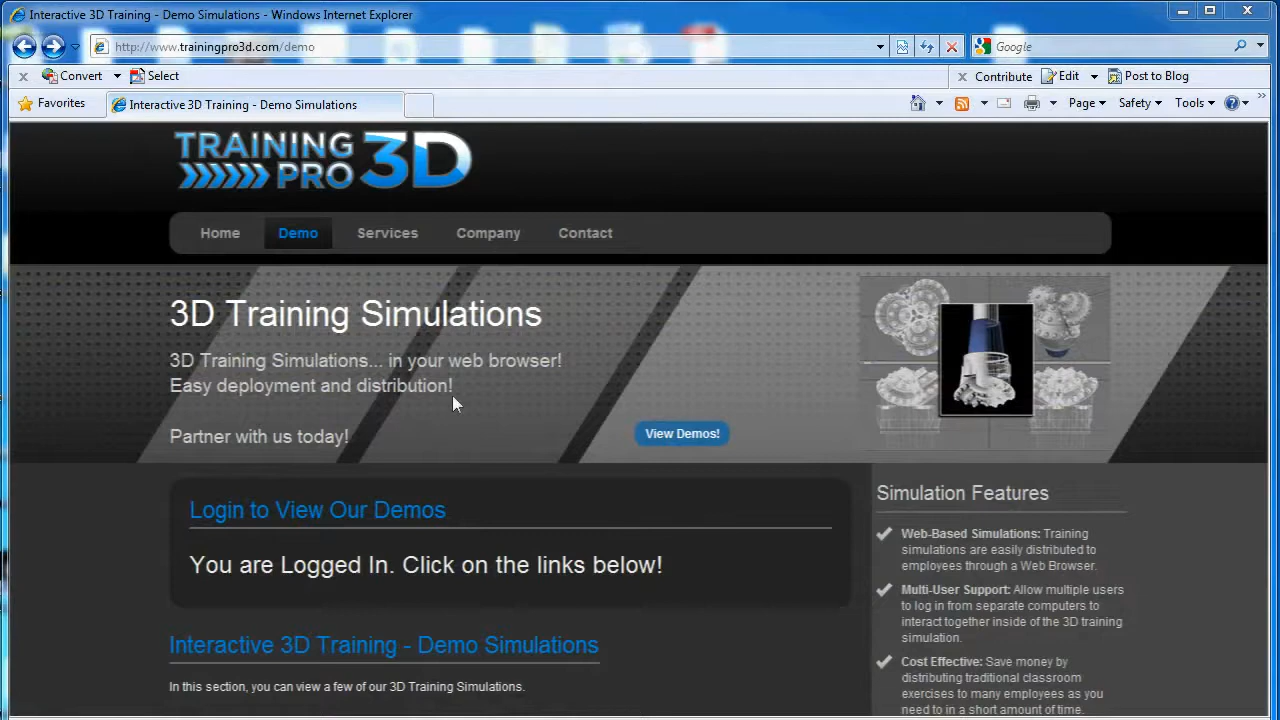 Interactive 3D Training - Demo Simulations - Windows Internet Explorer
http://www.trainingpro3d.com/demo
Google
Convert
Select
Contribute
Edit
Post to Blog
Favorites
Interactive 3D Training - Demo Simulations
Page
Safety
Tools
TRAINING
PRO 3D
Home
Demo
Services
Company
Contact
3D Training Simulations
3D Training Simulations... in your web browser!
Easy deployment and distribution!
Partner with us today!
View Demos!
Login to View Our Demos
You are Logged In. Click on the links below!
Interactive 3D Training - Demo Simulations
In this section, you can view a few of our 3D Training Simulations.
Simulation Features
Web-Based Simulations: Training
simulations are easily distributed to
employees through a Web Browser.
Multi-User Support: Allow multiple users
to log in from separate computers to
interact together inside of the 3D training
simulation.
Cost Effective: Save money by
distributing traditional classroom
exercises to many employees as you
need to in a short amount of time.